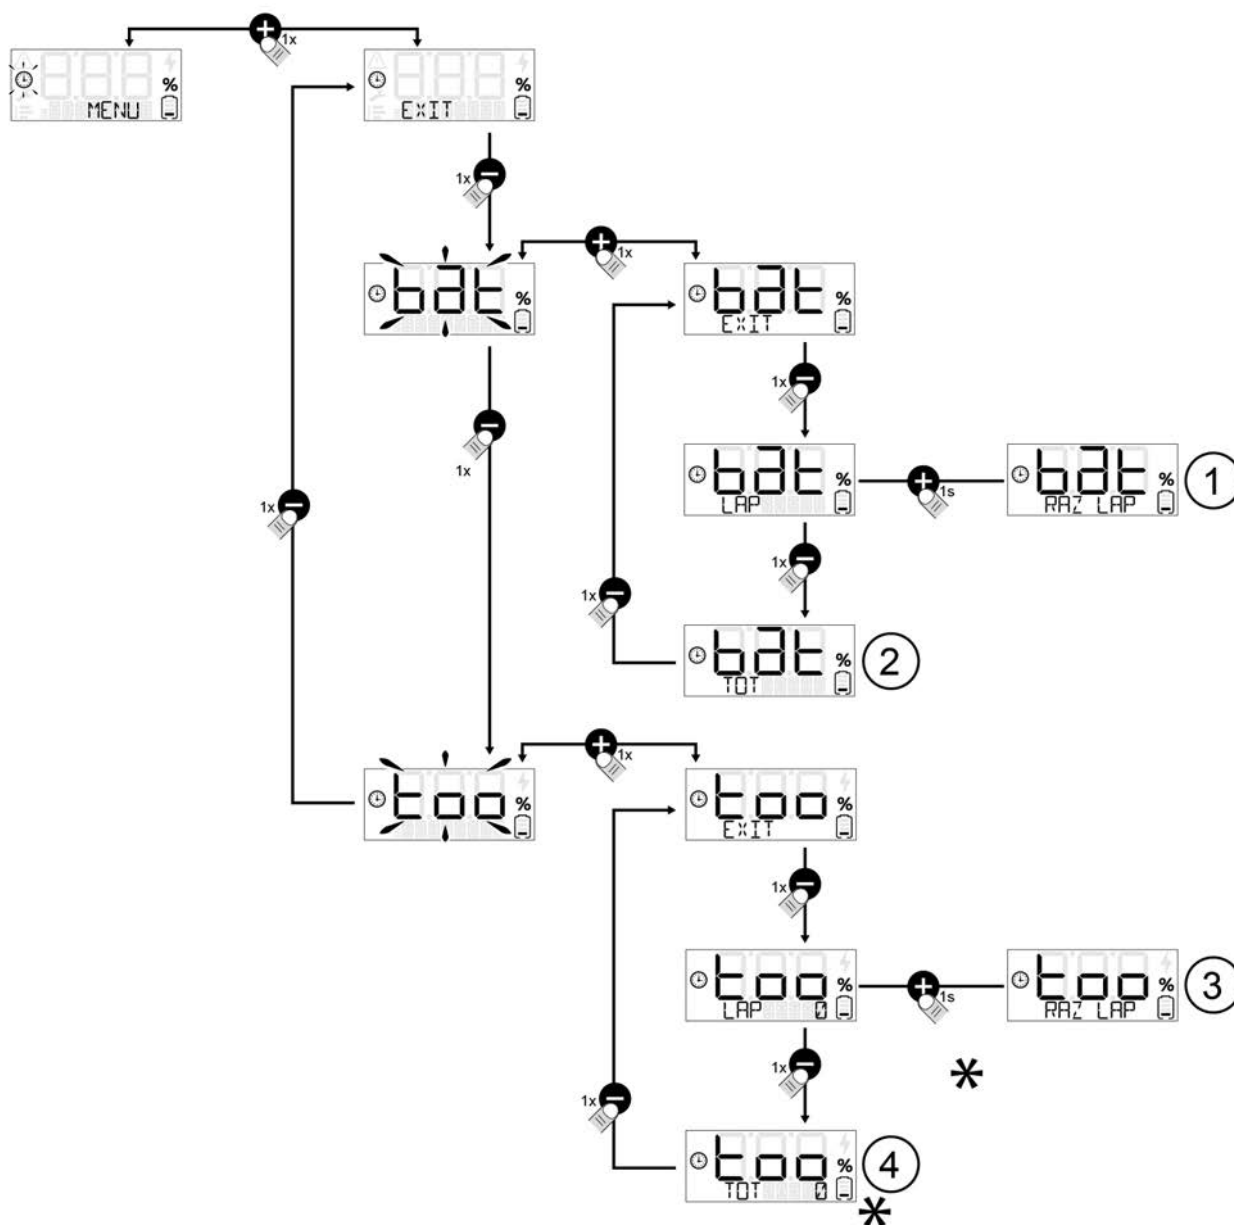 1x
%
MENU
%
EXIT
1x
1x
bat
%
bat
%
EXIT
1x
1x
bat
%
LAP
1s
bat
%
RAZ LAP
1
1x
1x
1x
bat
%
TOT
2
1x
too
%
too
%
EXIT
1x
too
%
LAP 0
1s
too
%
RAZ LAP
3
*
1x
1x
too
%
TOT 0
4
*